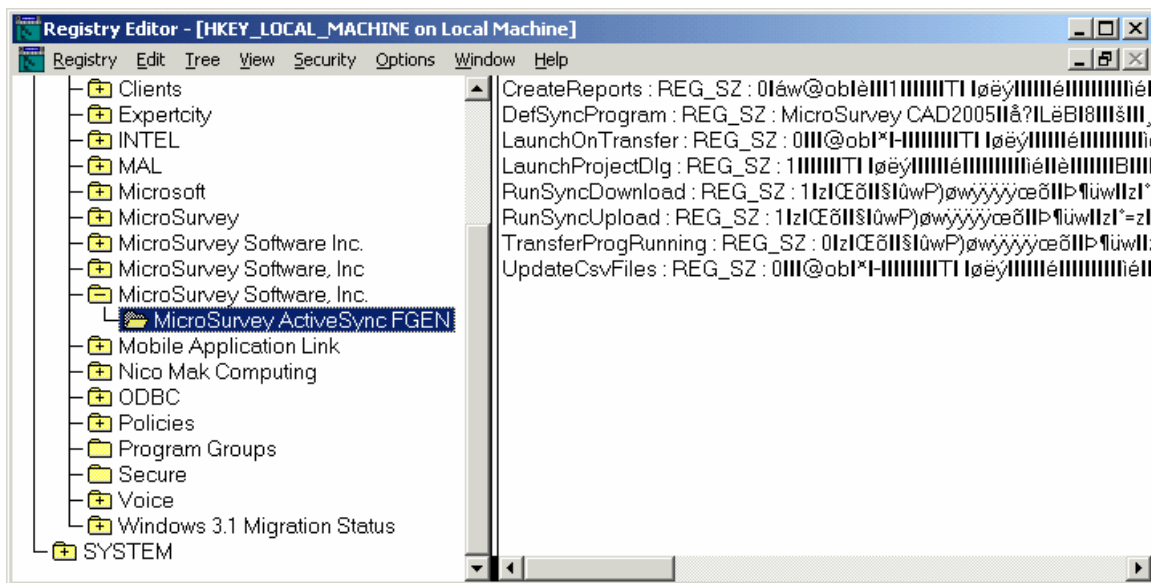 Registry Editor - [HKEY_LOCAL_MACHINE on Local Machine]
Registry Edit Tree View Security Options Window Help
Clients
Expertcity
INTEL
MAL
Microsoft
MicroSurvey
MicroSurvey Software Inc.
MicroSurvey Software, Inc
MicroSurvey Software, Inc.
MicroSurvey ActiveSync FGEN
Mobile Application Link
Nico Mak Computing
ODBC
Policies
Program Groups
Secure
Voice
Windows 3.1 Migration Status
SYSTEM
CreateReports : REG_SZ : 0
DefSyncProgram : REG_SZ : MicroSurvey CAD2005
LaunchOnTransfer : REG_SZ : 0
LaunchProjectDlg : REG_SZ : 1
RunSyncDownload : REG_SZ : 1
RunSyncUpload : REG_SZ : 1
TransferProgRunning : REG_SZ : 0
UpdateCsvFiles : REG_SZ : 0